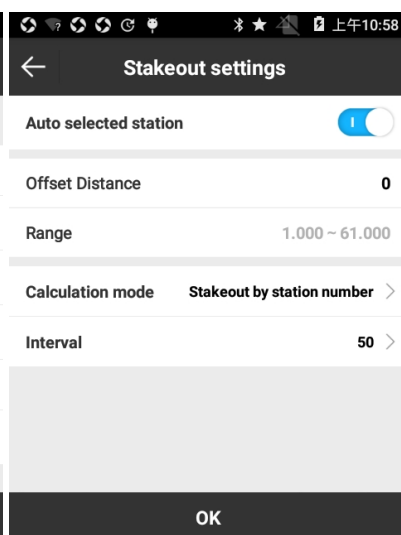 上午10:58
Stakeout settings
Auto selected station
Offset Distance 0
Range 1.000 ~ 61.000
Calculation mode Stakeout by station number
Interval 50
OK